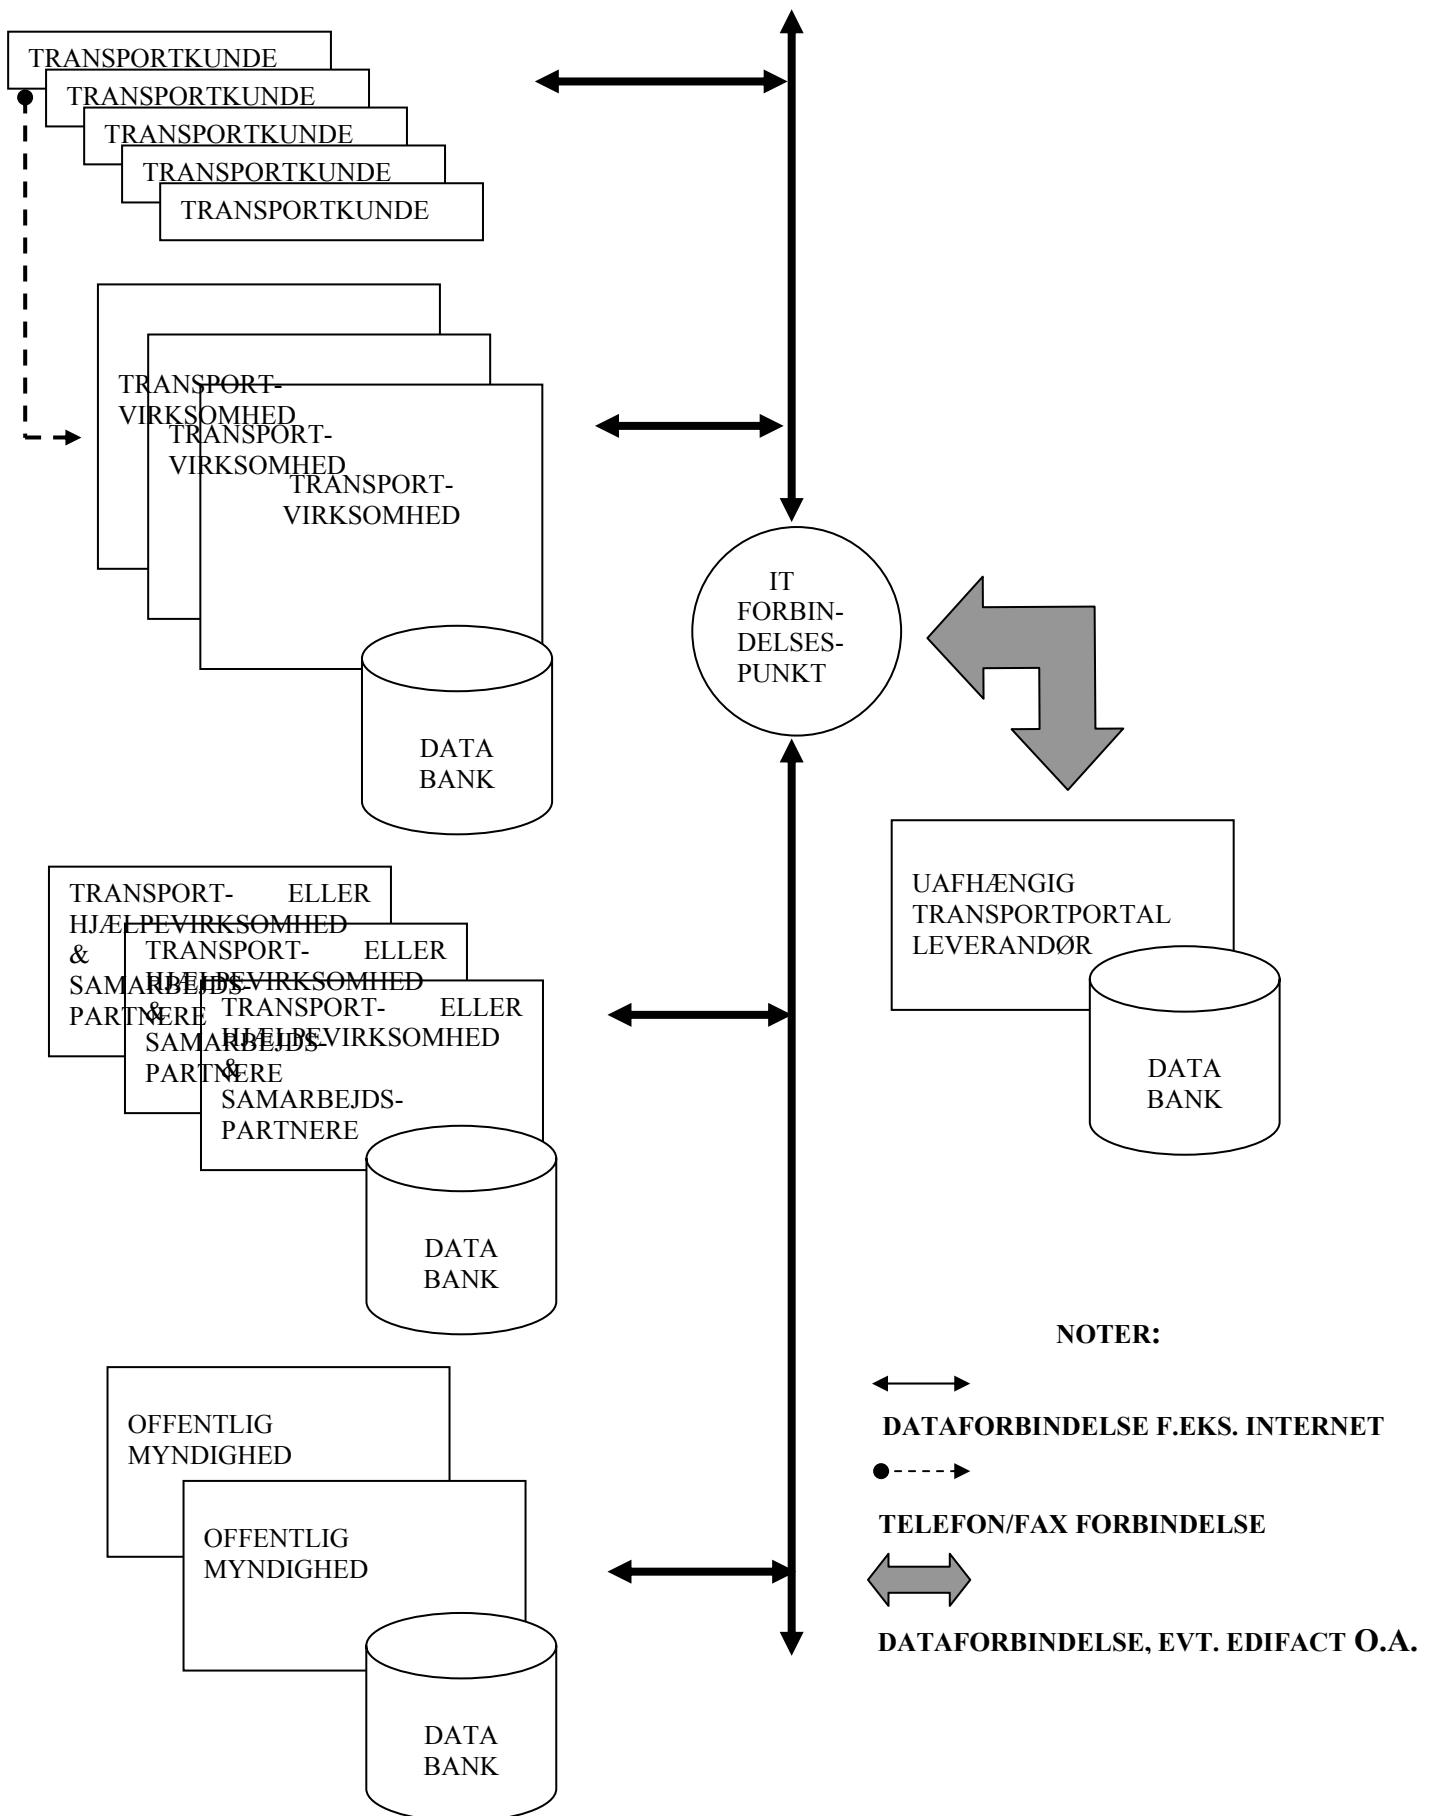 TRANSPORTKUNDE
TRANSPORTKUNDE
TRANSPORTKUNDE
TRANSPORTKUNDE
TRANSPORTKUNDE
TRANSPORT-
VIRKSOMHED
TRANSPORT-
VIRKSOMHED
TRANSPORT-
VIRKSOMHED
DATA
BANK
IT
FORBIN-
DELSES-
PUNKT
TRANSPORT- ELLER
HJÆLPEVIRKSOMHED
&
SAMARBEJDS-
PARTNERE
TRANSPORT- ELLER
HJÆLPEVIRKSOMHED
&
SAMARBEJDS-
PARTNERE
TRANSPORT- ELLER
HJÆLPEVIRKSOMHED
&
SAMARBEJDS-
PARTNERE
DATA
BANK
UAFHÆNGIG
TRANSPORTPORTAL
LEVERANDØR
DATA
BANK
OFFENTLIG
MYNDIGHED
OFFENTLIG
MYNDIGHED
DATA
BANK
NOTER:
DATAFORBINDELSE F.EKS. INTERNET
TELEFON/FAX FORBINDELSE
DATAFORBINDELSE, EVT. EDIFACT O.A.